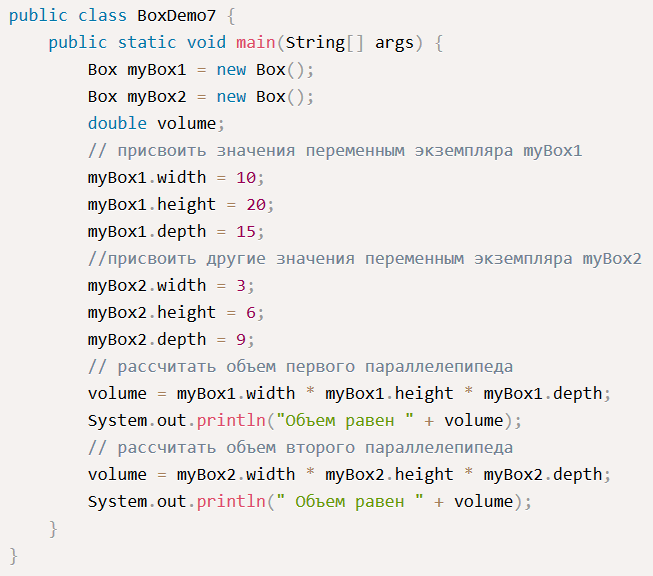 public class BoxDemo7 {
    public static void main(String[] args) {
        Box myBox1 = new Box();
        Box myBox2 = new Box();
        double volume;
        // присвоить значения переменным экземпляра myBox1
        myBox1.width = 10;
        myBox1.height = 20;
        myBox1.depth = 15;
        //присвоить другие значения переменным экземпляра myBox2
        myBox2.width = 3;
        myBox2.height = 6;
        myBox2.depth = 9;
        // рассчитать объем первого параллелепипеда
        volume = myBox1.width * myBox1.height * myBox1.depth;
        System.out.println("Объем равен " + volume);
        // рассчитать объем второго параллелепипеда
        volume = myBox2.width * myBox2.height * myBox2.depth;
        System.out.println(" Объем равен " + volume);
    }
}